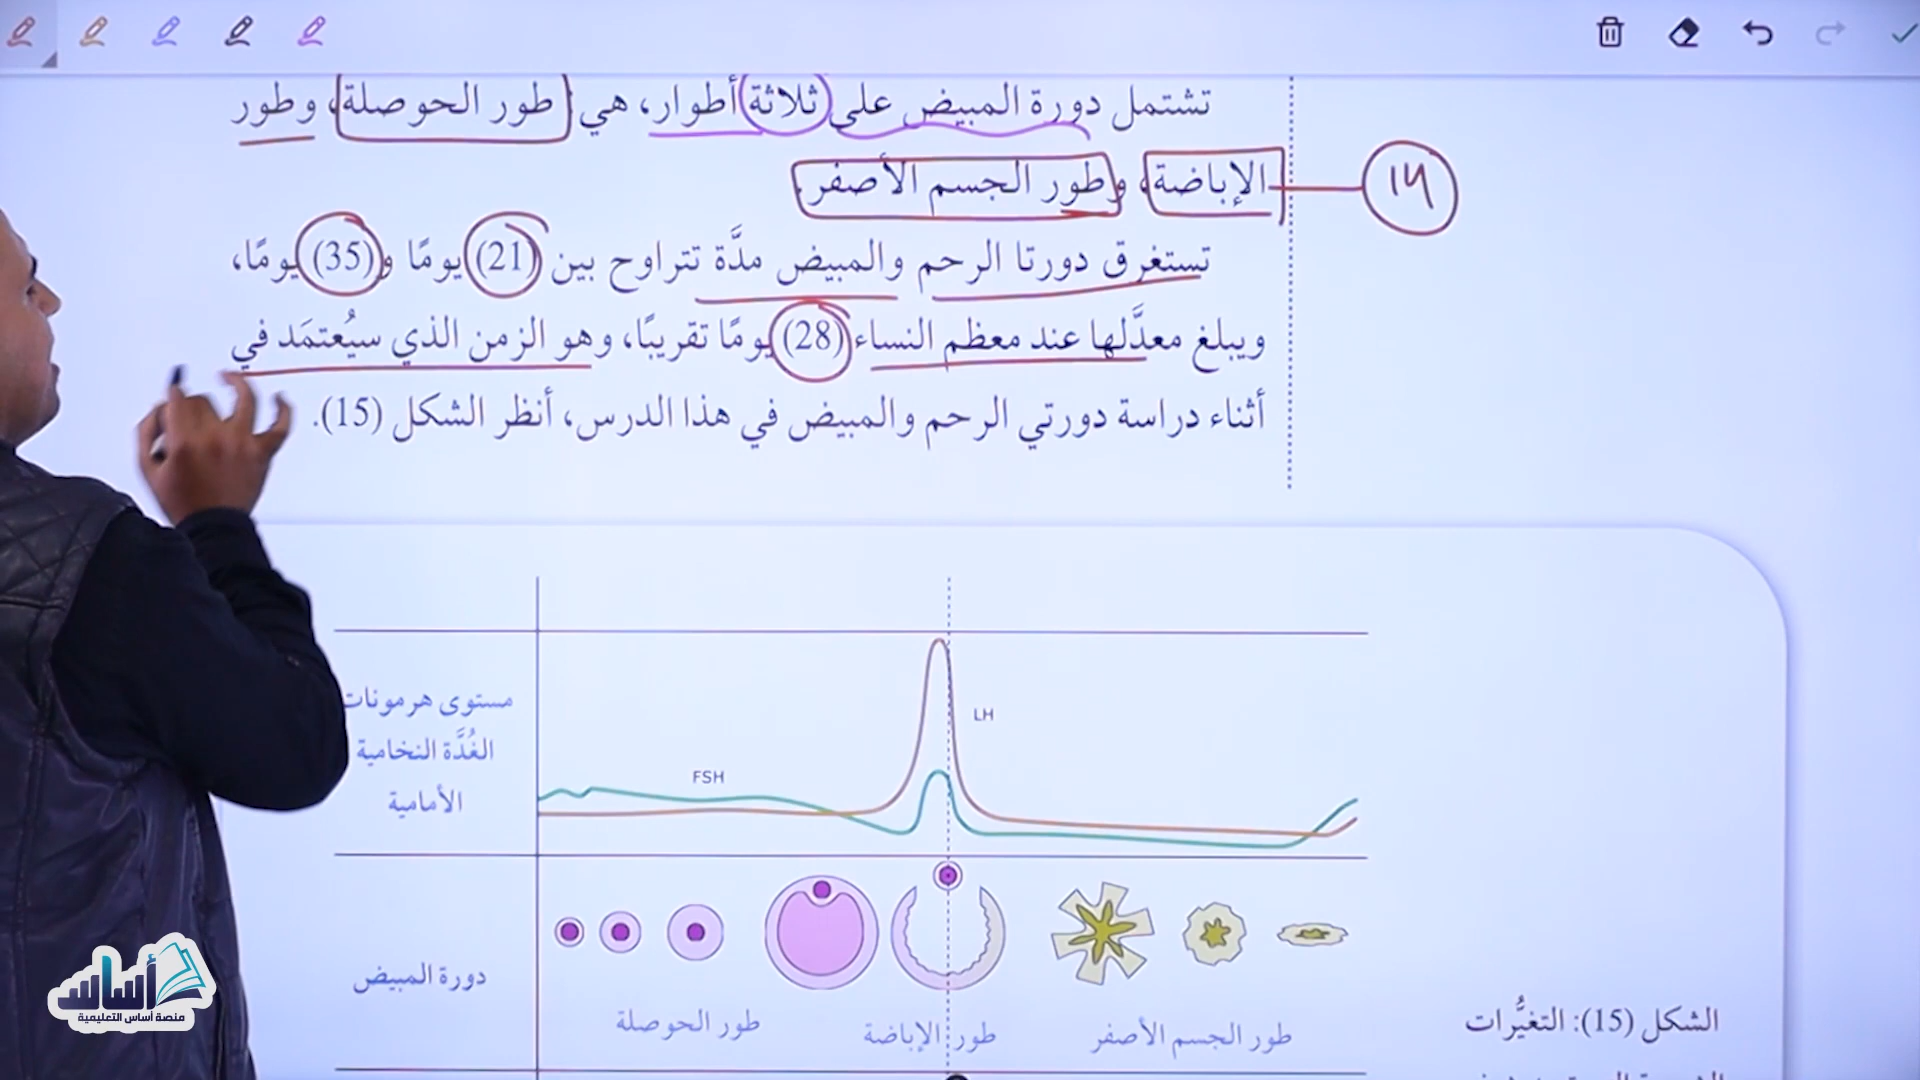 تشتمل دورة المبيض على ثلاثة أطوار، هي طور الحوصلة، وطور
الإباضة، وطور الجسم الأصفر.
14
تستغرق دورتا الرحم والمبيض مدَّة تتراوح بين (21) يومًا و(35) يومًا،
ويبلغ معدَّلها عند معظم النساء (28) يومًا تقريبًا، وهو الزمن الذي سيُعتمَد في
أثناء دراسة دورتي الرحم والمبيض في هذا الدرس، أنظر الشكل (15).
مستوى هرمونات
الغُدَّة النخامية
الأمامية
LH
FSH
دورة المبيض
طور الحوصلة
طور الإباضة
طور الجسم الأصفر
الشكل (15): التغيُّرات
أساس
منصة أساس التعليمية